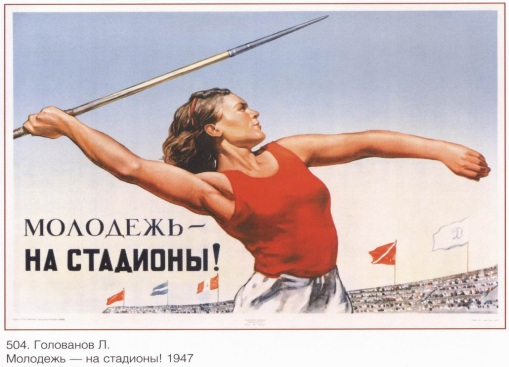 МОЛОДЕЖЬ –
НА СТАДИОНЫ!
Д
504. Голованов Л.
Молодежь — на стадионы! 1947